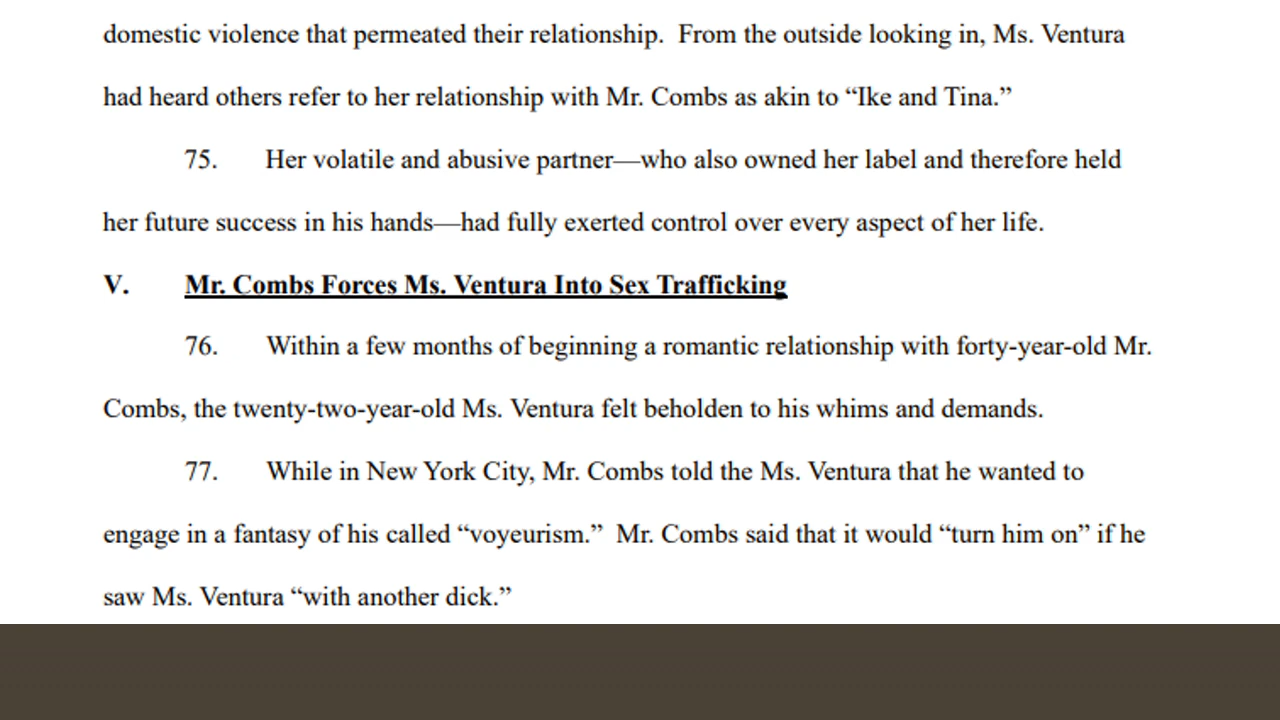 domestic violence that permeated their relationship.  From the outside looking in, Ms. Ventura
had heard others refer to her relationship with Mr. Combs as akin to “Ike and Tina.”
75. Her volatile and abusive partner—who also owned her label and therefore held
her future success in his hands—had fully exerted control over every aspect of her life.
V. Mr. Combs Forces Ms. Ventura Into Sex Trafficking
76. Within a few months of beginning a romantic relationship with forty-year-old Mr.
Combs, the twenty-two-year-old Ms. Ventura felt beholden to his whims and demands.
77. While in New York City, Mr. Combs told the Ms. Ventura that he wanted to
engage in a fantasy of his called “voyeurism.”  Mr. Combs said that it would “turn him on” if he
saw Ms. Ventura “with another dick.”